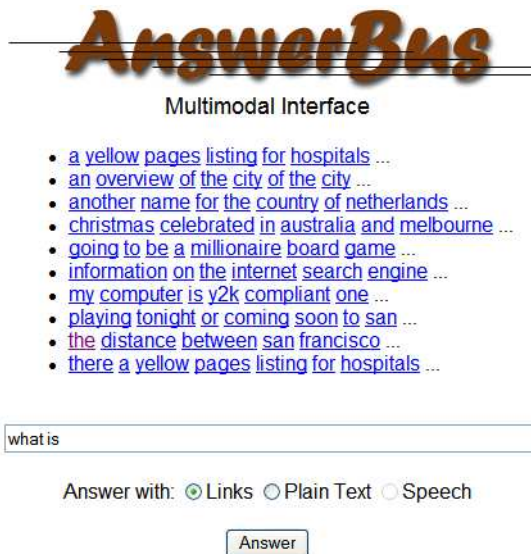 AnswerBus
Multimodal Interface
• a yellow pages listing for hospitals ...
• an overview of the city of the city ...
• another name for the country of netherlands ...
• christmas celebrated in australia and melbourne ...
• going to be a millionaire board game ...
• information on the internet search engine ...
• my computer is y2k compliant one ...
• playing tonight or coming soon to san ...
• the distance between san francisco ...
• there a yellow pages listing for hospitals ...
what is
Answer with: Links Plain Text Speech
Answer